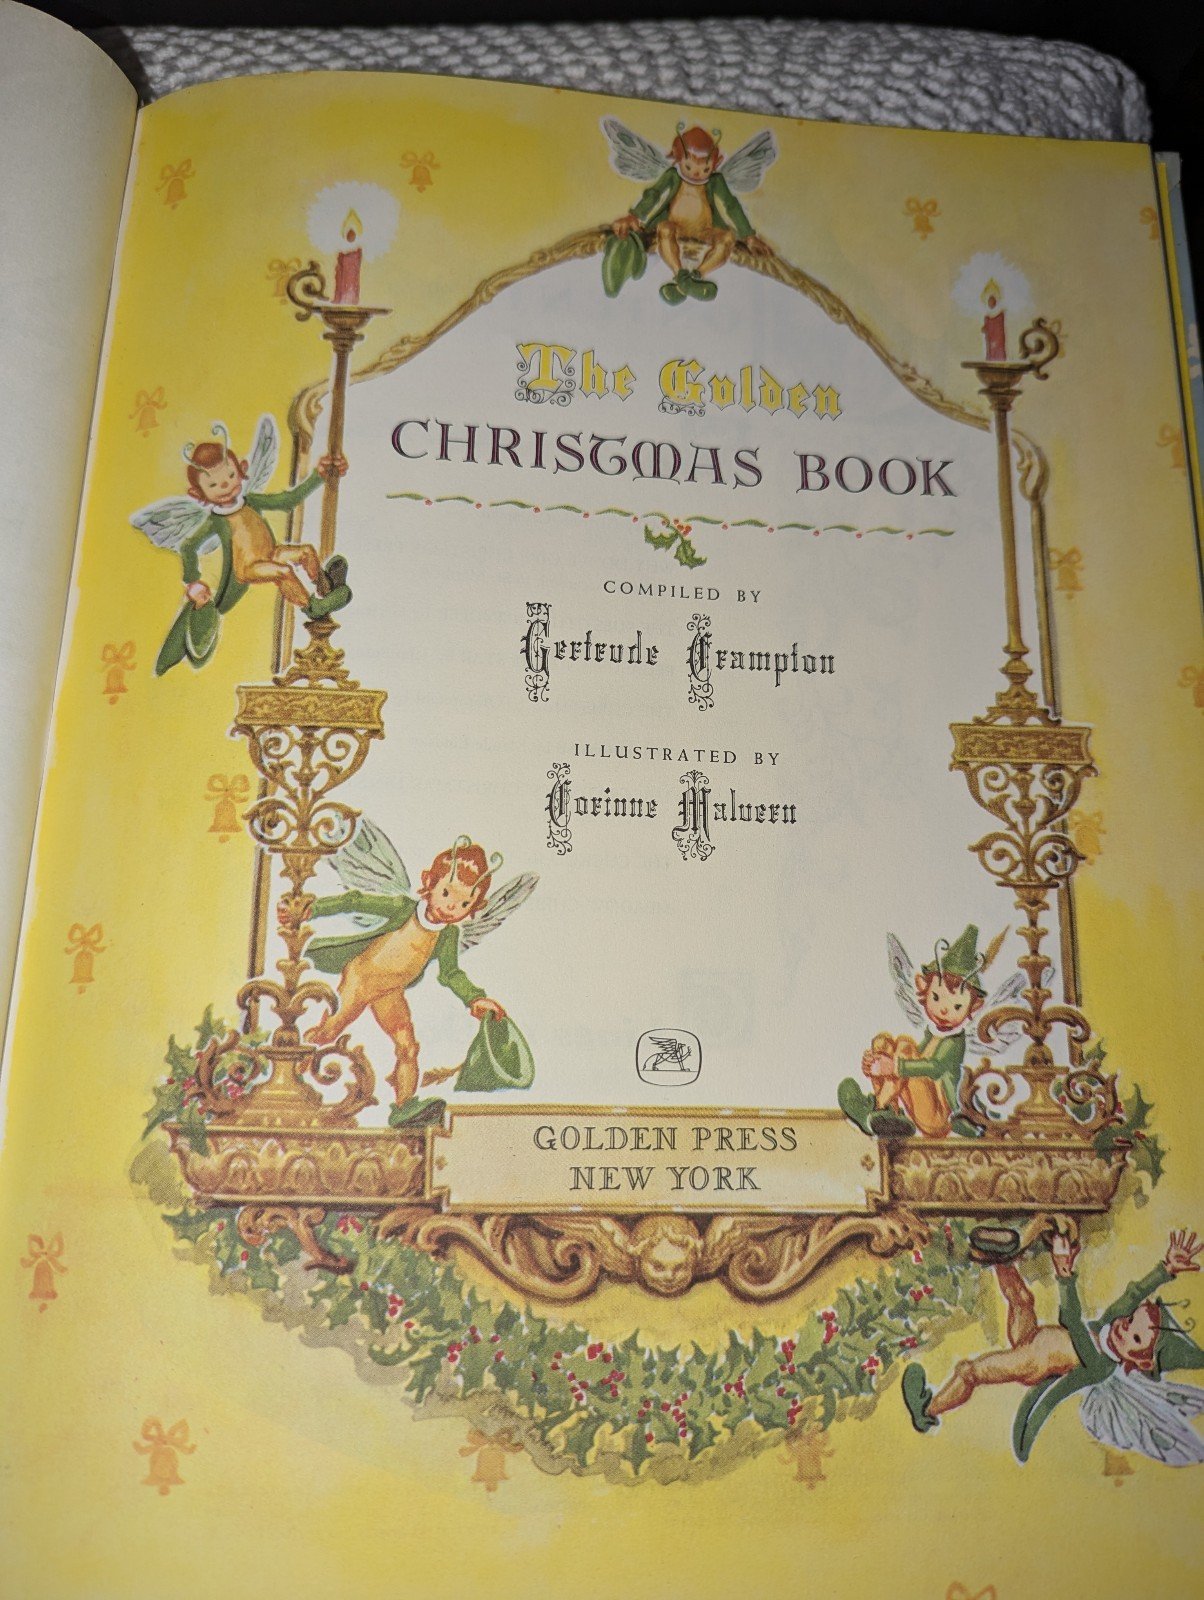 The Golden
CHRISTMAS BOOK
COMPILED BY
Gertrude Crampton
ILLUSTRATED BY
Corinne Malvern
GOLDEN PRESS
NEW YORK